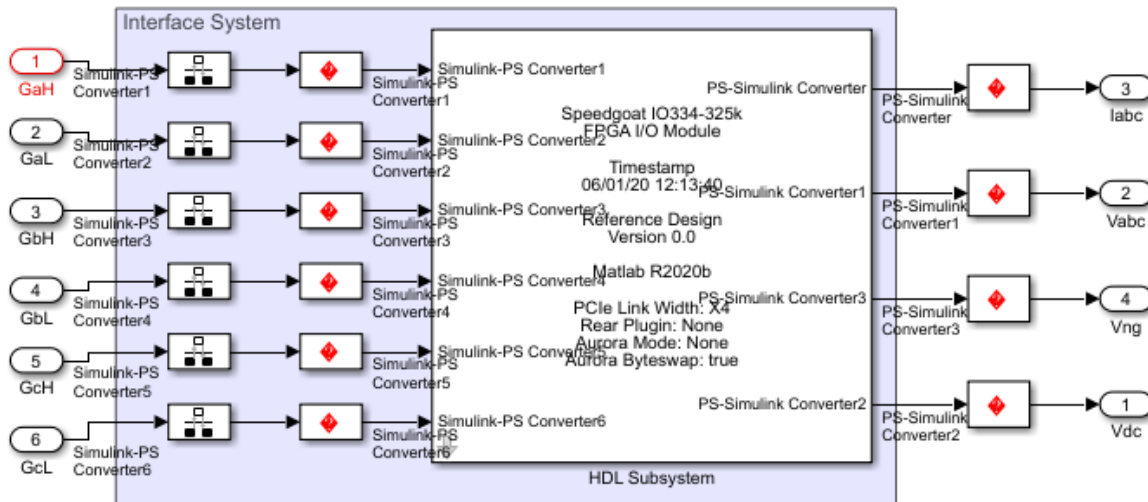 Interface System
1
GaH
Simulink-PS
Converter1
Simulink-PS
Converter1
Simulink-PS Converter1
2
GaL
Simulink-PS
Converter2
Simulink-PS
Converter2
Simulink-PS Converter2
3
GbH
Simulink-PS
Converter3
Simulink-PS
Converter3
Simulink-PS Converter3
4
GbL
Simulink-PS
Converter4
Simulink-PS
Converter4
Simulink-PS Converter4
5
GcH
Simulink-PS
Converter5
Simulink-PS
Converter5
Simulink-PS Converter5
6
GcL
Simulink-PS
Converter6
Simulink-PS
Converter6
Simulink-PS Converter6
Speedgoat IO334-325k
FPGA I/O Module
Timestamp
06/01/20 12:13:40
Reference Design
Version 0.0
Matlab R2020b
PCIe Link Width: X4
Rear Plugin: None
Aurora Mode: None
Aurora Byteswap: true
HDL Subsystem
PS-Simulink Converter
PS-Simulink
Converter
3
Iabc
PS-Simulink Converter1
PS-Simulink
Converter1
2
Vabc
PS-Simulink Converter3
PS-Simulink
Converter3
4
Vng
PS-Simulink Converter2
PS-Simulink
Converter2
1
Vdc